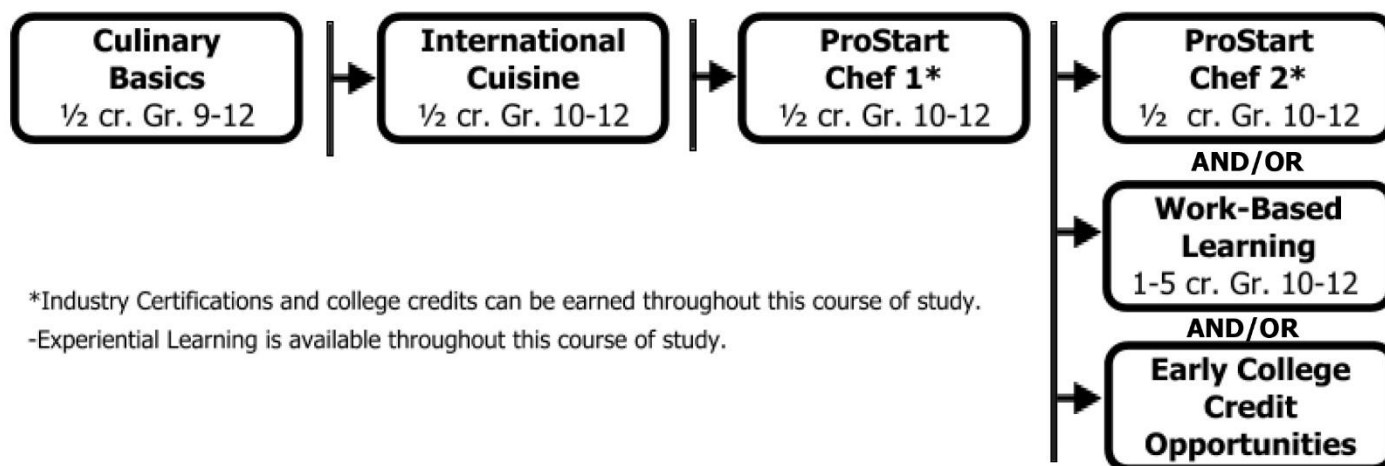 Culinary
Basics
½ cr. Gr. 9-12
International
Cuisine
½ cr. Gr. 10-12
ProStart
Chef 1*
½ cr. Gr. 10-12
ProStart
Chef 2*
½ cr. Gr. 10-12
AND/OR
Work-Based
Learning
1-5 cr. Gr. 10-12
AND/OR
Early College
Credit
Opportunities
*Industry Certifications and college credits can be earned throughout this course of study.
-Experiential Learning is available throughout this course of study.